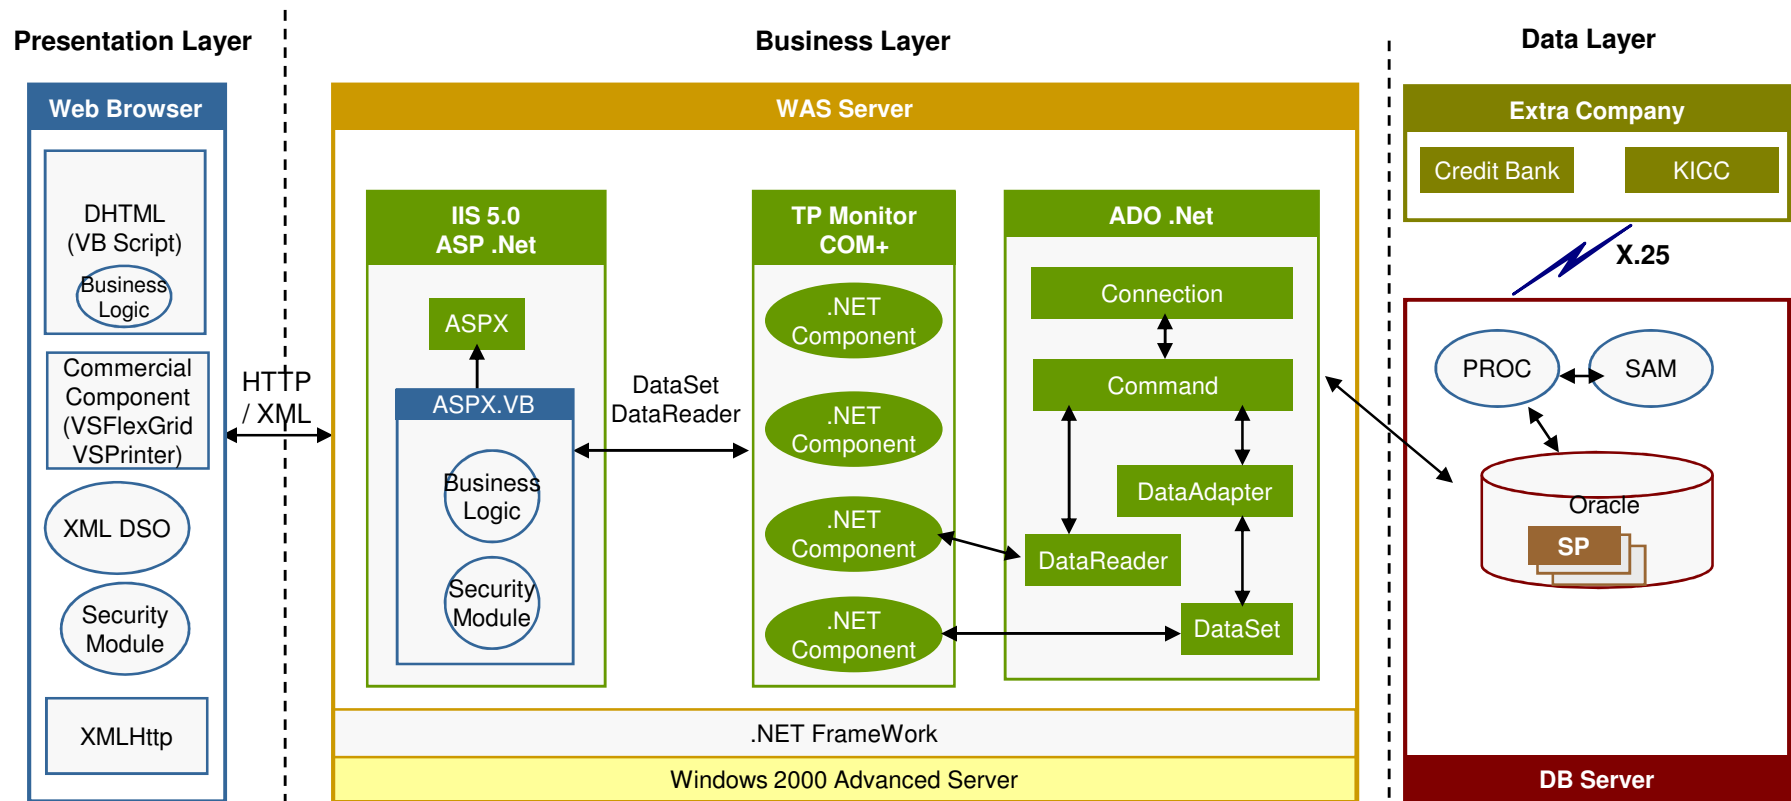 Presentation Layer
Business Layer
Data Layer
Web Browser
DHTML
(VB Script)
Business
Logic
Commercial
Component
(VSFlexGrid
VSPrinter)
XML DSO
Security
Module
XMLHttp
HTTP
/ XML
WAS Server
IIS 5.0
ASP .Net
ASPX
ASPX.VB
Business
Logic
Security
Module
DataSet
DataReader
TP Monitor
COM+
.NET
Component
.NET
Component
.NET
Component
.NET
Component
ADO .Net
Connection
Command
DataAdapter
DataReader
DataSet
.NET FrameWork
Windows 2000 Advanced Server
Extra Company
Credit Bank
KICC
X.25
PROC
SAM
Oracle
SP
DB Server